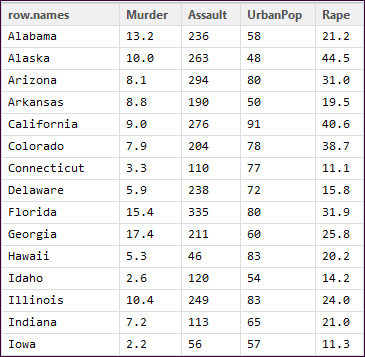 row.names Murder Assault UrbanPop Rape
Alabama 13.2 236 58 21.2
Alaska 10.0 263 48 44.5
Arizona 8.1 294 80 31.0
Arkansas 8.8 190 50 19.5
California 9.0 276 91 40.6
Colorado 7.9 204 78 38.7
Connecticut 3.3 110 77 11.1
Delaware 5.9 238 72 15.8
Florida 15.4 335 80 31.9
Georgia 17.4 211 60 25.8
Hawaii 5.3 46 83 20.2
Idaho 2.6 120 54 14.2
Illinois 10.4 249 83 24.0
Indiana 7.2 113 65 21.0
Iowa 2.2 56 57 11.3